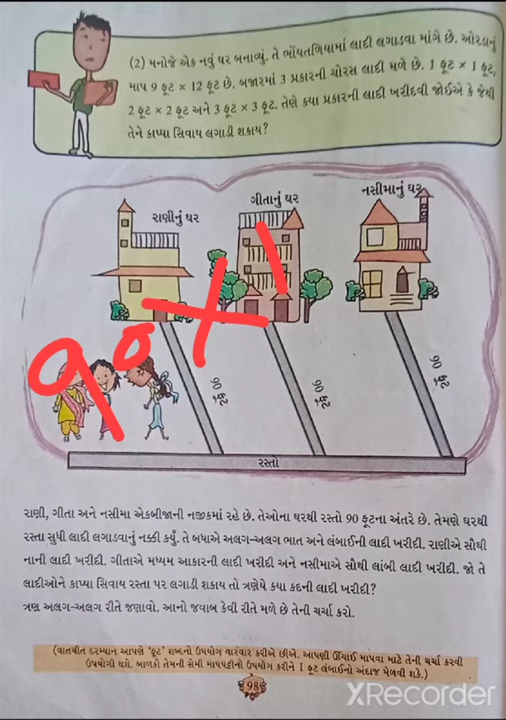 (2) મનોજે એક નવું ઘર બનાવ્યું. તે ભોંયતળિયામાં લાદી લગાડવા માંગે છે. ઓરડાનું
માપ 9 ફૂટ × 12 ફૂટ છે. બજારમાં 3 પ્રકારની ચોરસ લાદી મળે છે. 1 ફૂટ × 1 ફૂટ,
2 ફૂટ × 2 ફૂટ અને 3 ફૂટ × 3 ફૂટ. તેણે કયા પ્રકારની લાદી ખરીદવી જોઈએ કે જેથી
તેને કાપ્યા સિવાય લગાડી શકાય?
રાણીનું ઘર
ગીતાનું ઘર
નસીમાનું ઘર
90x1
90 ફૂટ
90 ફૂટ
90 ફૂટ
રસ્તો
રાણી, ગીતા અને નસીમા એકબીજાની નજીકમાં રહે છે. તેઓના ઘરથી રસ્તો 90 ફૂટના અંતરે છે. તેમણે ઘરથી
રસ્તા સુધી લાદી લગાડવાનું નક્કી કર્યું. તે બધાએ અલગ-અલગ ભાત અને લંબાઈની લાદી ખરીદી. રાણીએ સૌથી
નાની લાદી ખરીદી. ગીતાએ મધ્યમ આકારની લાદી ખરીદી અને નસીમાએ સૌથી લાંબી લાદી ખરીદી. જો તે
લાદીઓને કાપ્યા સિવાય રસ્તા પર લગાડી શકાય તો ત્રણેયે કયા કદની લાદી ખરીદી?
ત્રણ અલગ-અલગ રીતે જણાવો. આનો જવાબ કેવી રીતે મળે છે તેની ચર્ચા કરો.
(વાતચીત દરમ્યાન આપણે 'ફૂટ' શબ્દનો ઉપયોગ વારંવાર કરીએ છીએ. આપણી ઊંચાઈ માપવા માટે તેની ચર્ચા કરવી
ઉપયોગી થશે. બાળકો તેમની સેમી માપપટ્ટીનો ઉપયોગ કરીને 1 ફૂટ લંબાઈનો અંદાજ મેળવી શકે.)
98
XRecorder